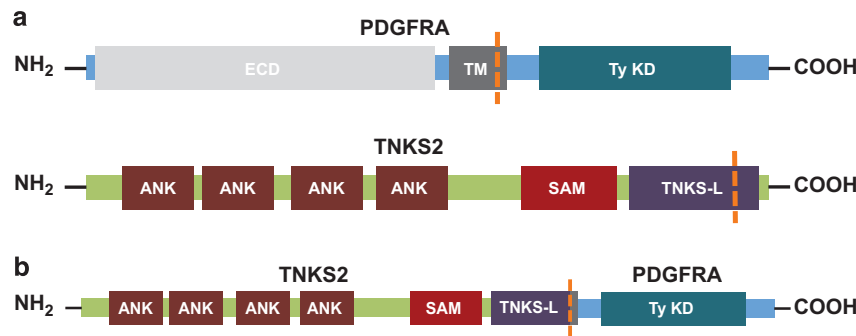 a
PDGFRA
NH2 ECD TM Ty KD COOH
TNKS2
NH2 ANK ANK ANK ANK SAM TNKS-L COOH
b
TNKS2 PDGFRA
NH2 ANK ANK ANK ANK SAM TNKS-L Ty KD COOH